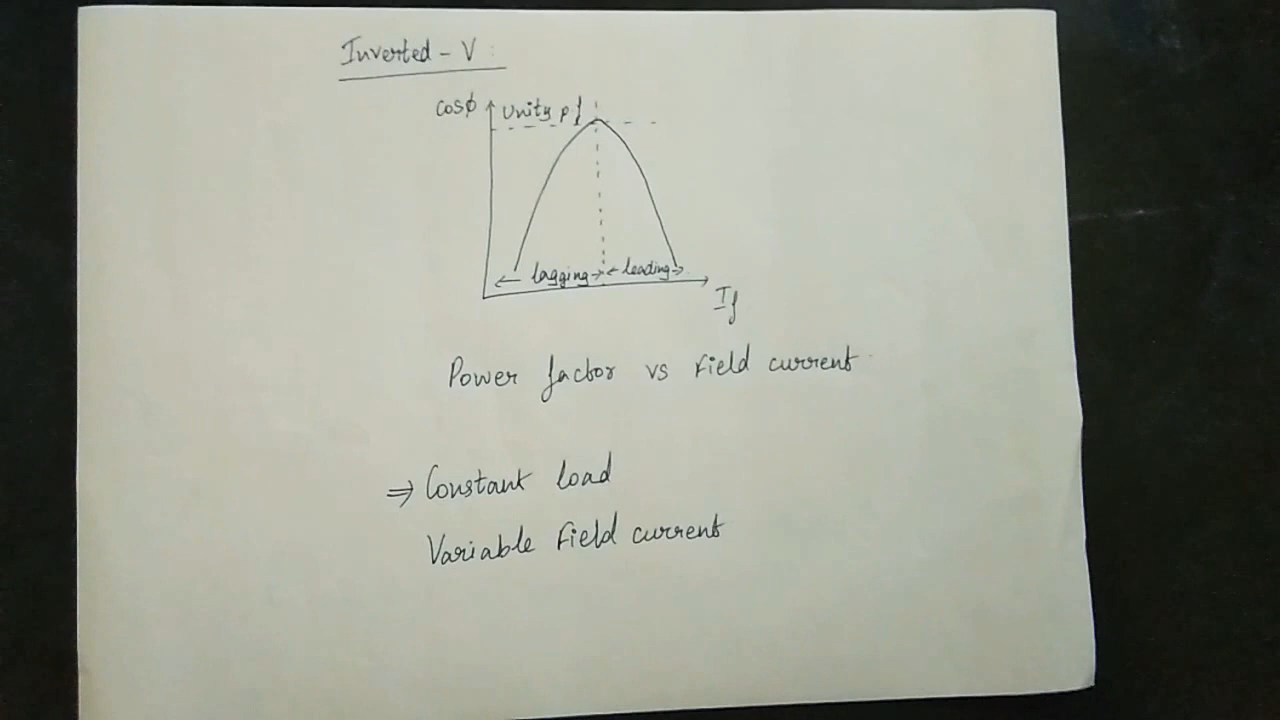 Inverted - V :
cosϕ
Unity pf
← lagging → ← leading →
If
Power factor vs Field current
⇒ Constant load
Variable Field current